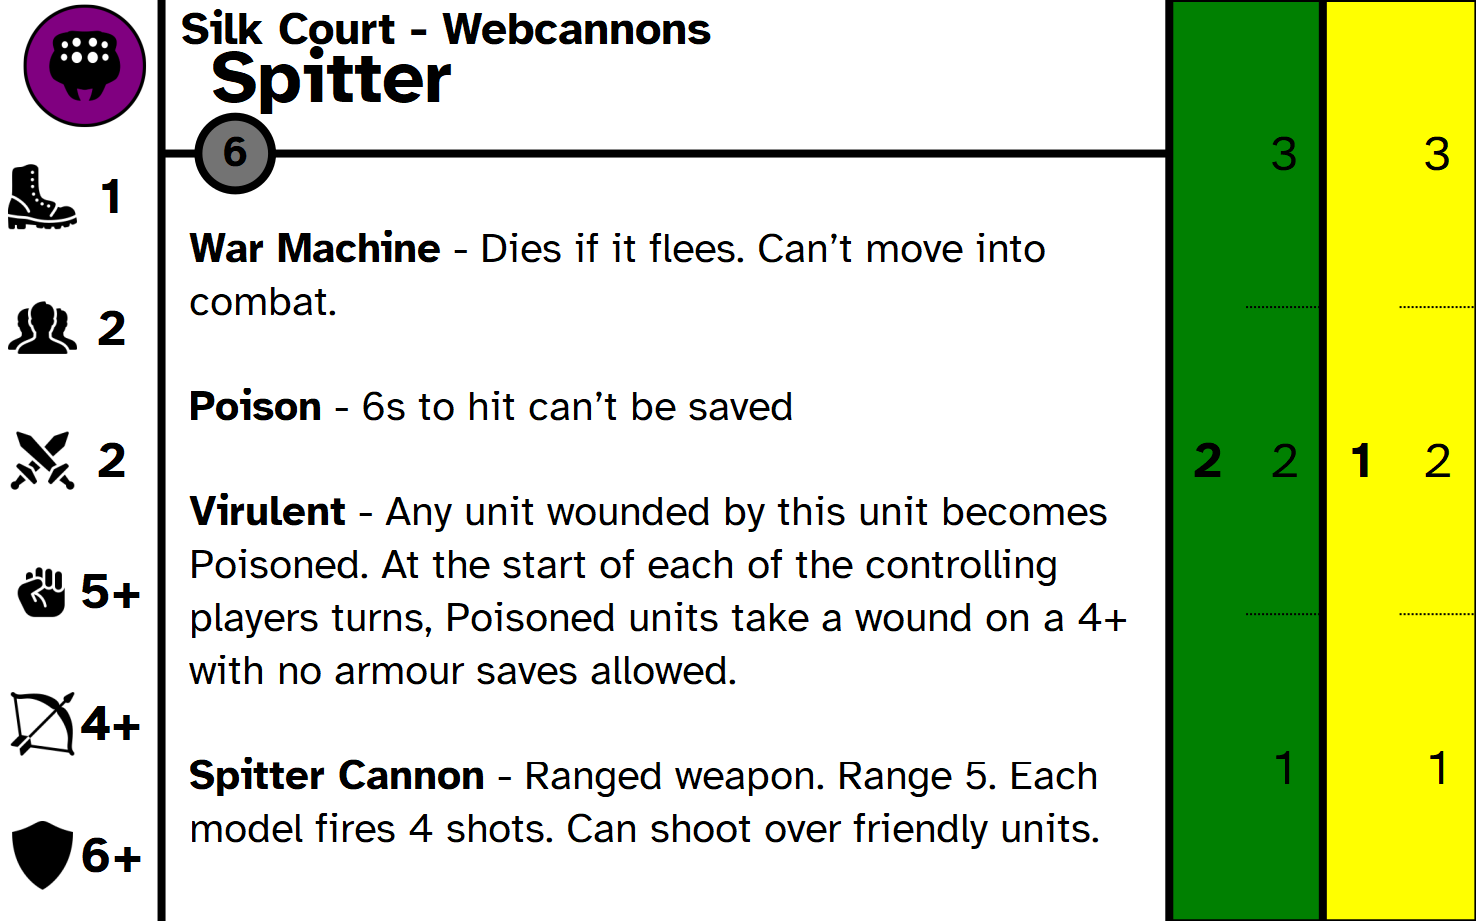 Silk Court - Webcannons
Spitter
6
1
2
2
5+
4+
6+
War Machine - Dies if it flees. Can’t move into
combat.
Poison - 6s to hit can’t be saved
Virulent - Any unit wounded by this unit becomes
Poisoned. At the start of each of the controlling
players turns, Poisoned units take a wound on a 4+
with no armour saves allowed.
Spitter Cannon - Ranged weapon. Range 5. Each
model fires 4 shots. Can shoot over friendly units.
2
3
2
1
1
3
2
1